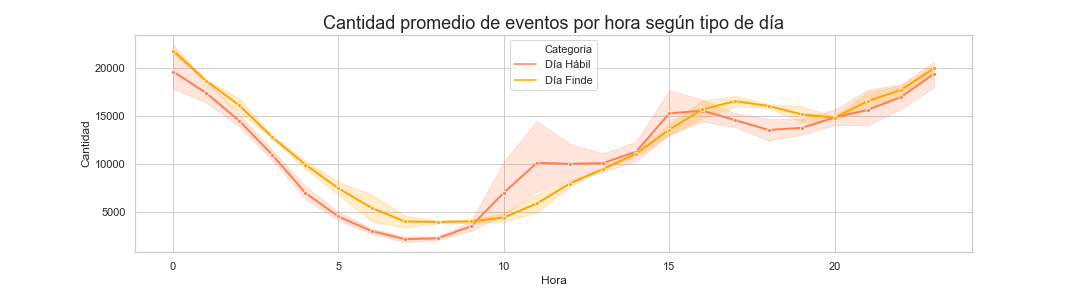 Cantidad promedio de eventos por hora según tipo de día
Categoria
Día Hábil
Día Finde
Cantidad
20000
15000
10000
5000
0 5 10 15 20
Hora